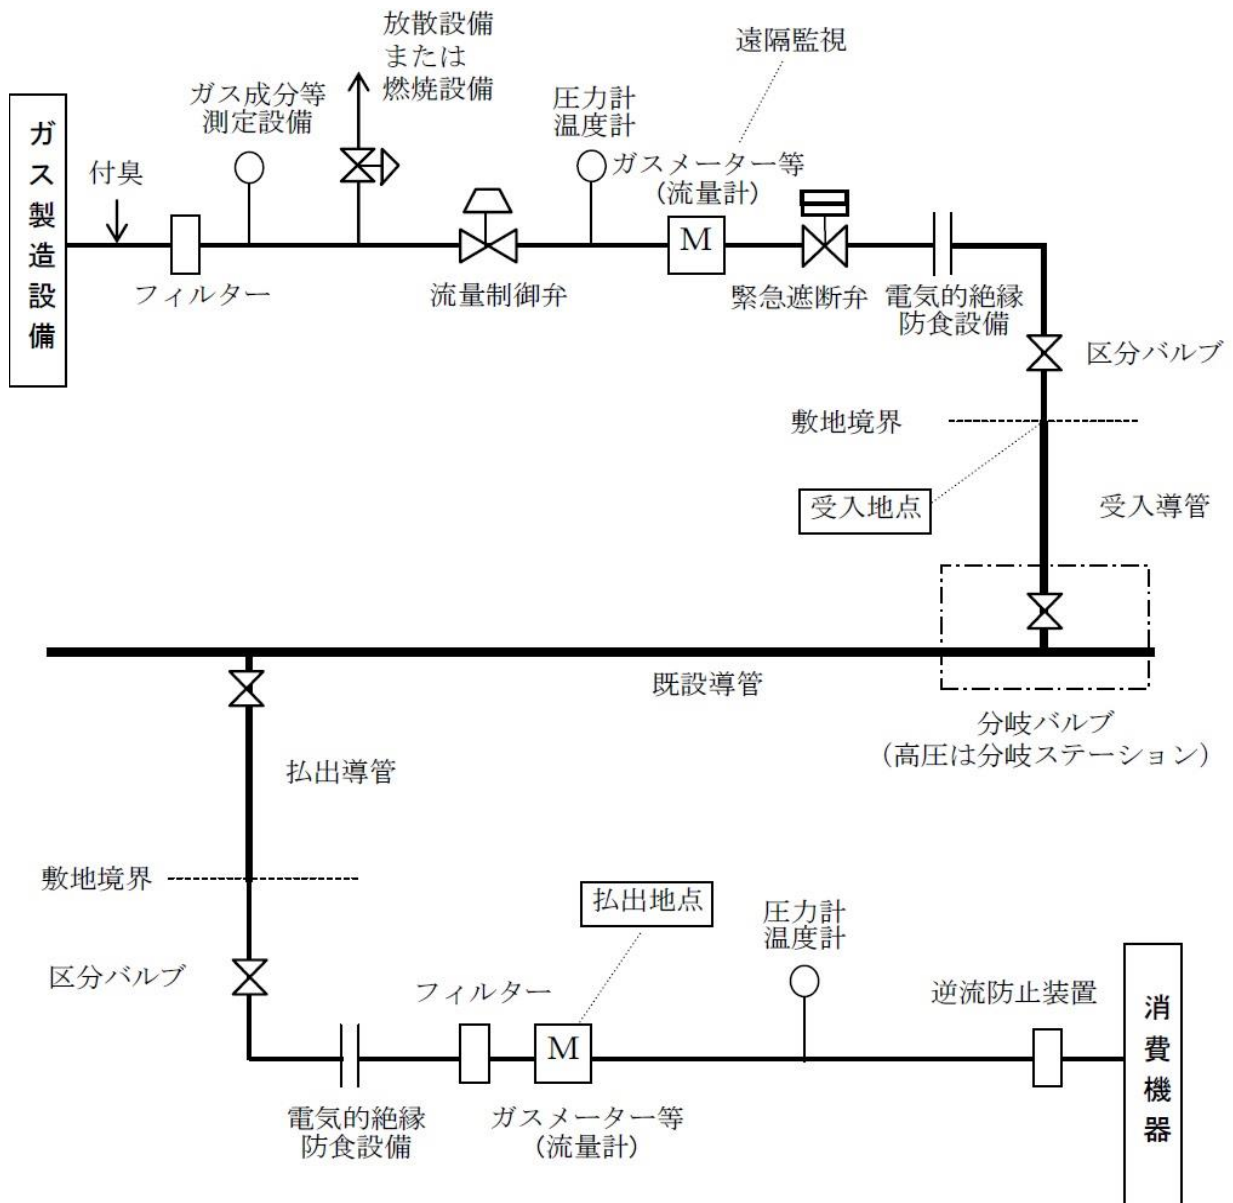 放散設備
または
燃焼設備
遠隔監視
ガス成分等
測定設備
圧力計
温度計
ガス製造設備
付臭
ガスメーター等
(流量計)
M
フィルター
流量制御弁
緊急遮断弁
電気的絶縁
防食設備
区分バルブ
敷地境界
受入地点
受入導管
既設導管
分岐バルブ
(高圧は分岐ステーション)
払出導管
敷地境界
払出地点
圧力計
温度計
区分バルブ
フィルター
逆流防止装置
消費機器
M
電気的絶縁
防食設備
ガスメーター等
(流量計)